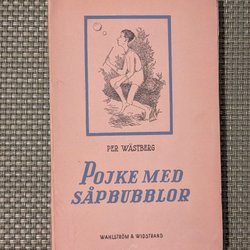 PER WÄSTBERG
POJKE MED
SÅPBUBBLOR
WAHLSTRÖM & WIDSTRAND